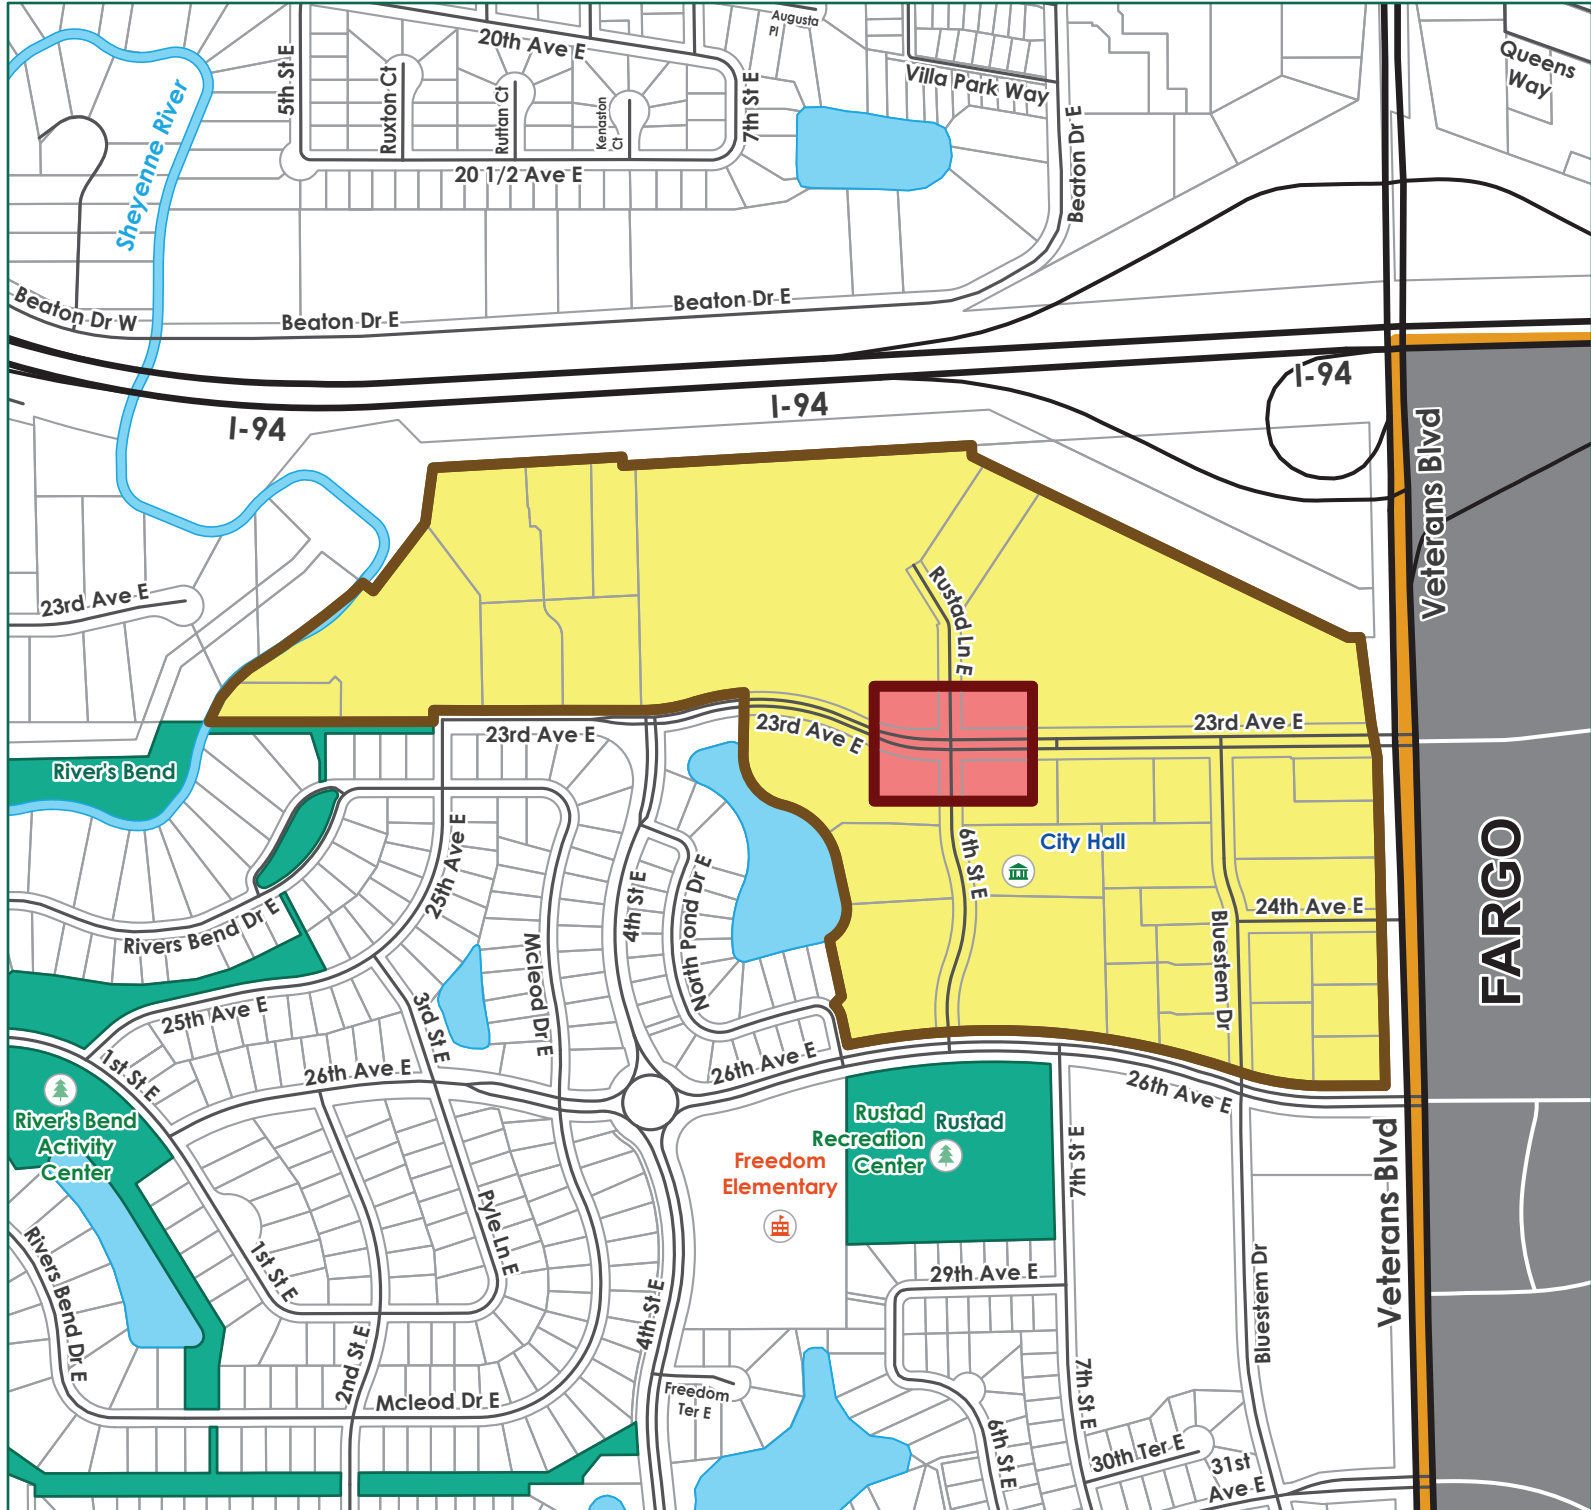 Augusta
Pl
20th Ave E
5th St E
Ruxton Ct
Ruttan Ct
Kenaston
Ct
7th St E
20 1/2 Ave E
Villa Park Way
Queens
Way
Beaton Dr E
Sheyenne River
Beaton Dr W
Beaton Dr E
Beaton Dr E
I-94
I-94
I-94
Veterans Blvd
23rd Ave E
Rustad Ln E
23rd Ave E
23rd Ave E
23rd Ave E
River's Bend
City Hall
6th St E
25th Ave E
4th St E
North Pond Dr E
24th Ave E
Bluestem Dr
FARGO
Rivers Bend Dr E
Mcleod Dr E
3rd St E
25th Ave E
1st St E
26th Ave E
26th Ave E
26th Ave E
River's Bend
Activity
Center
Rustad
Recreation
Center
Rustad
Freedom
Elementary
7th St E
Veterans Blvd
Pyle Ln E
1st St E
Rivers Bend Dr E
29th Ave E
4th St E
Bluestem Dr
2nd St E
Mcleod Dr E
Freedom
Ter E
7th St E
6th St E
30th Ter E
31st
Ave E